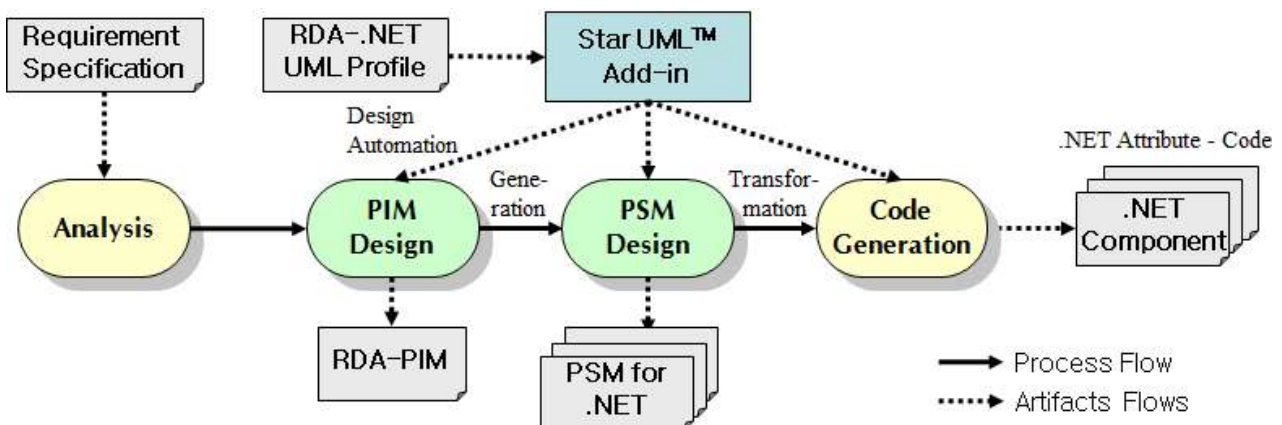 Requirement
Specification
RDA-.NET
UML Profile
Star UML™
Add-in
Design
Automation
.NET Attribute - Code
Gene-
ration
Transfor-
mation
Analysis
PIM
Design
PSM
Design
Code
Generation
.NET
Component
RDA-PIM
PSM for
.NET
Process Flow
Artifacts Flows